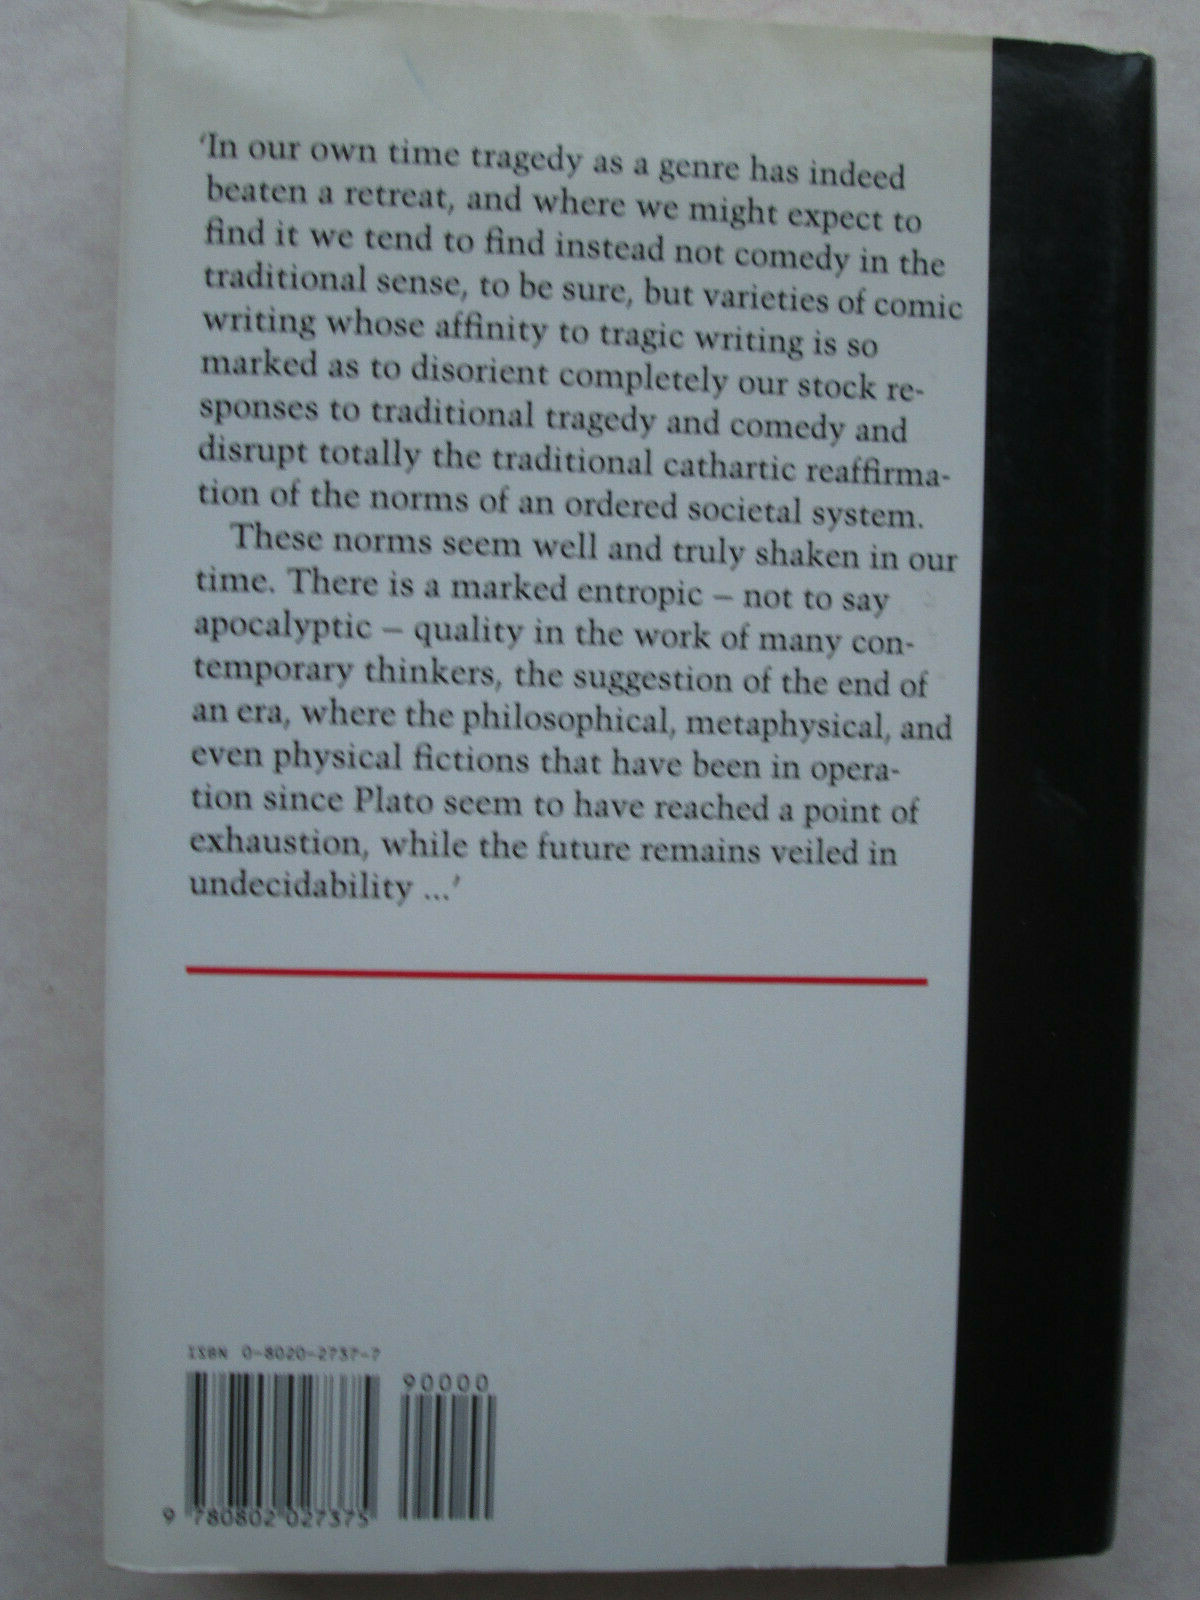 ‘In our own time tragedy as a genre has indeed
beaten a retreat, and where we might expect to
find it we tend to find instead not comedy in the
traditional sense, to be sure, but varieties of comic
writing whose affinity to tragic writing is so
marked as to disorient completely our stock re-
sponses to traditional tragedy and comedy and
disrupt totally the traditional cathartic reaffirma-
tion of the norms of an ordered societal system.
These norms seem well and truly shaken in our
time. There is a marked entropic – not to say
apocalyptic – quality in the work of many con-
temporary thinkers, the suggestion of the end of
an era, where the philosophical, metaphysical, and
even physical fictions that have been in opera-
tion since Plato seem to have reached a point of
exhaustion, while the future remains veiled in
undecidability ...’
ISBN 0-8020-2737-7
90000
9 780802 027375